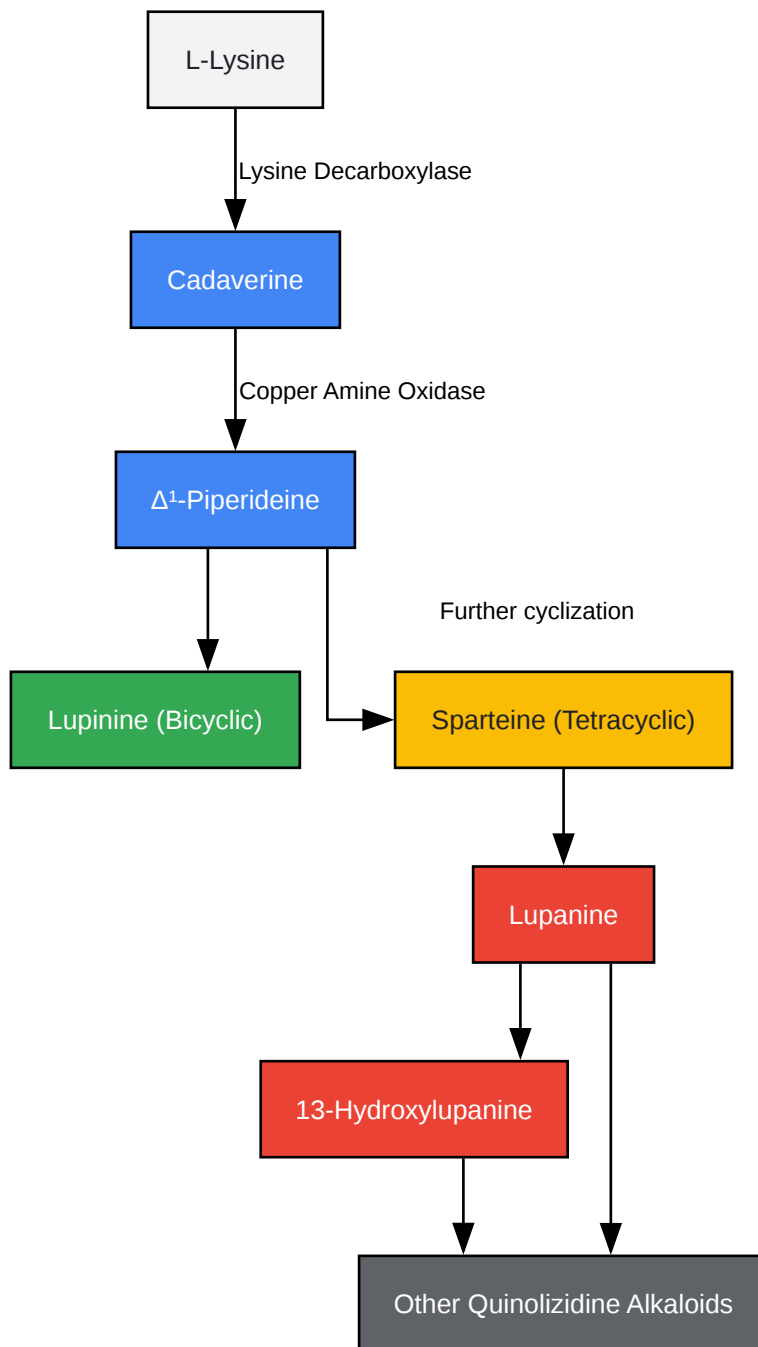 L-Lysine
Lysine Decarboxylase
Cadaverine
Copper Amine Oxidase
Δ¹-Piperideine
Further cyclization
Lupinine (Bicyclic)
Sparteine (Tetracyclic)
Lupanine
13-Hydroxylupanine
Other Quinolizidine Alkaloids